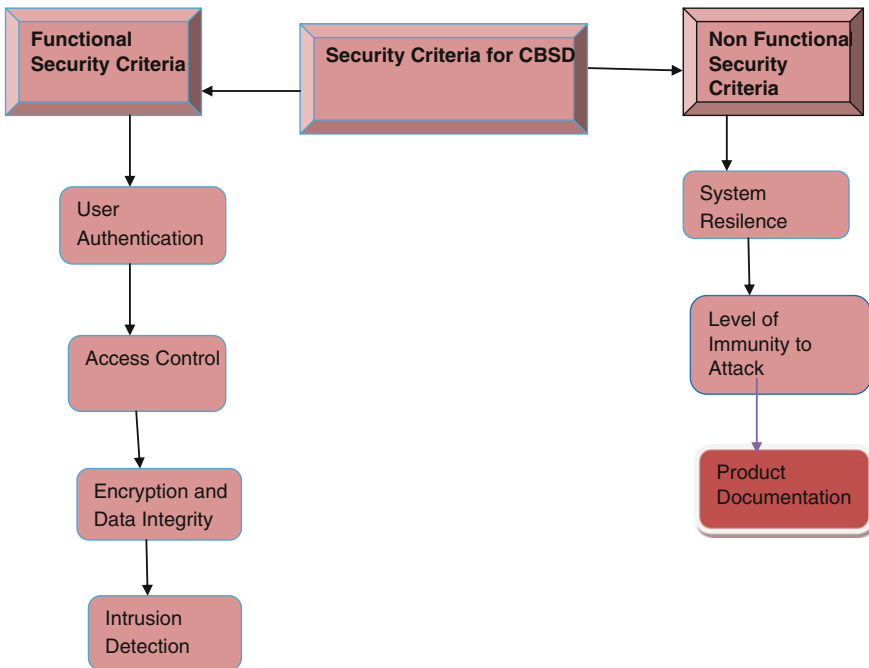 Functional
Security Criteria
Security Criteria for CBSD
Non Functional
Security
Criteria
User
Authentication
Access Control
Encryption and
Data Integrity
Intrusion
Detection
System
Resilence
Level of
Immunity to
Attack
Product
Documentation